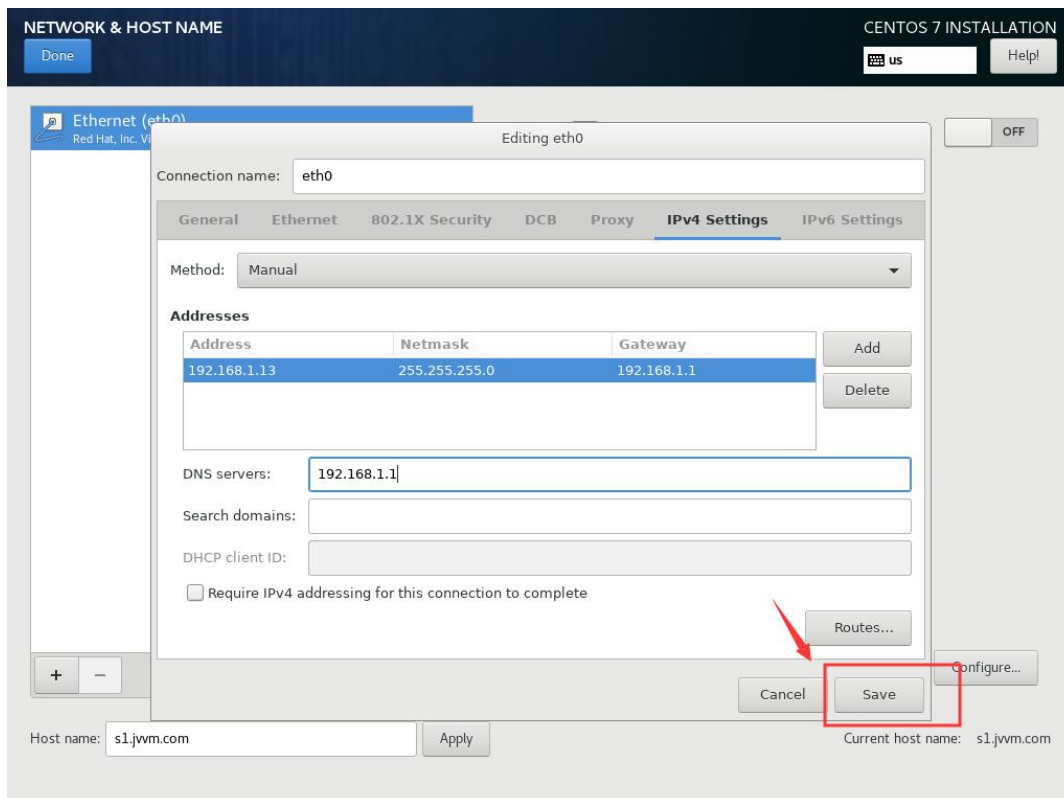 NETWORK & HOST NAME
CENTOS 7 INSTALLATION
Done
us
Help!
Ethernet (eth0)
Red Hat, Inc. Vi
OFF
Editing eth0
Connection name: eth0
General Ethernet 802.1X Security DCB Proxy IPv4 Settings IPv6 Settings
Method: Manual
Addresses
Address Netmask Gateway
Add
192.168.1.13 255.255.255.0 192.168.1.1
Delete
DNS servers: 192.168.1.1
Search domains:
DHCP client ID:
Require IPv4 addressing for this connection to complete
Routes...
+ −
Configure...
Cancel Save
Host name: s1.jvvm.com Apply Current host name: s1.jvvm.com